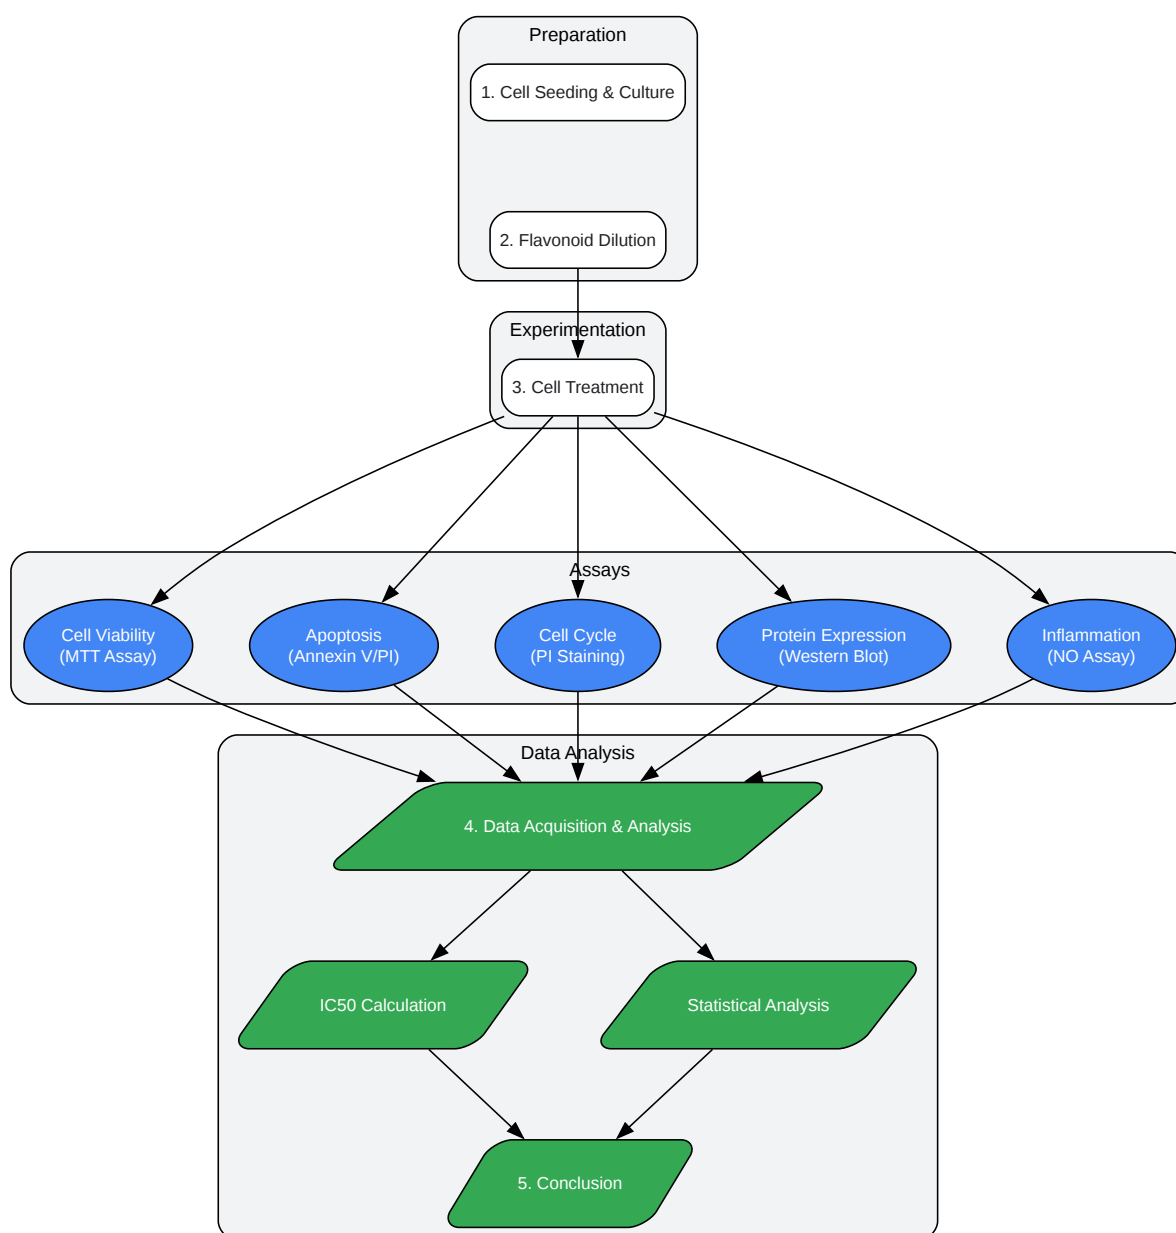 Preparation
1. Cell Seeding & Culture
2. Flavonoid Dilution
Experimentation
3. Cell Treatment
Assays
Cell Viability
(MTT Assay)
Apoptosis
(Annexin V/PI)
Cell Cycle
(PI Staining)
Protein Expression
(Western Blot)
Inflammation
(NO Assay)
Data Analysis
4. Data Acquisition & Analysis
IC50 Calculation
Statistical Analysis
5. Conclusion